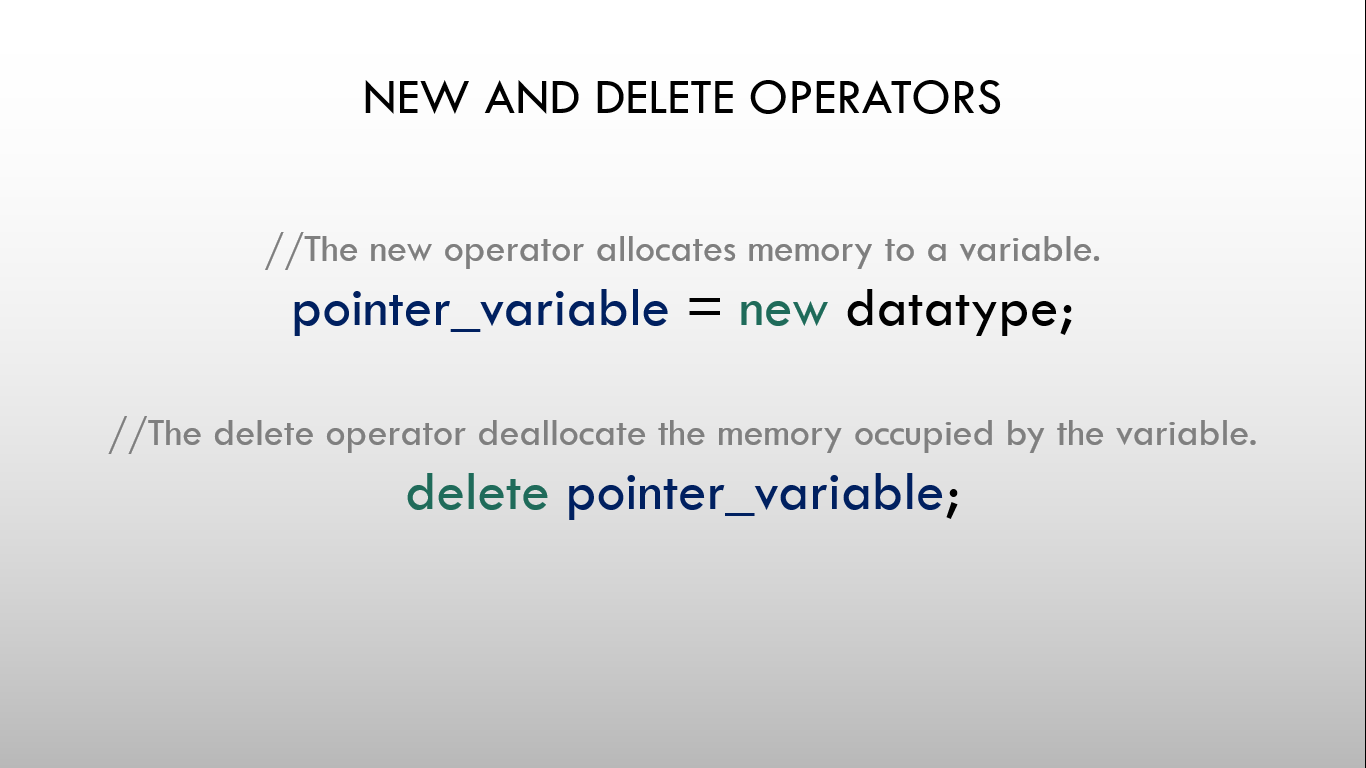 NEW AND DELETE OPERATORS
//The new operator allocates memory to a variable.
pointer_variable = new datatype;
//The delete operator deallocate the memory occupied by the variable.
delete pointer_variable;